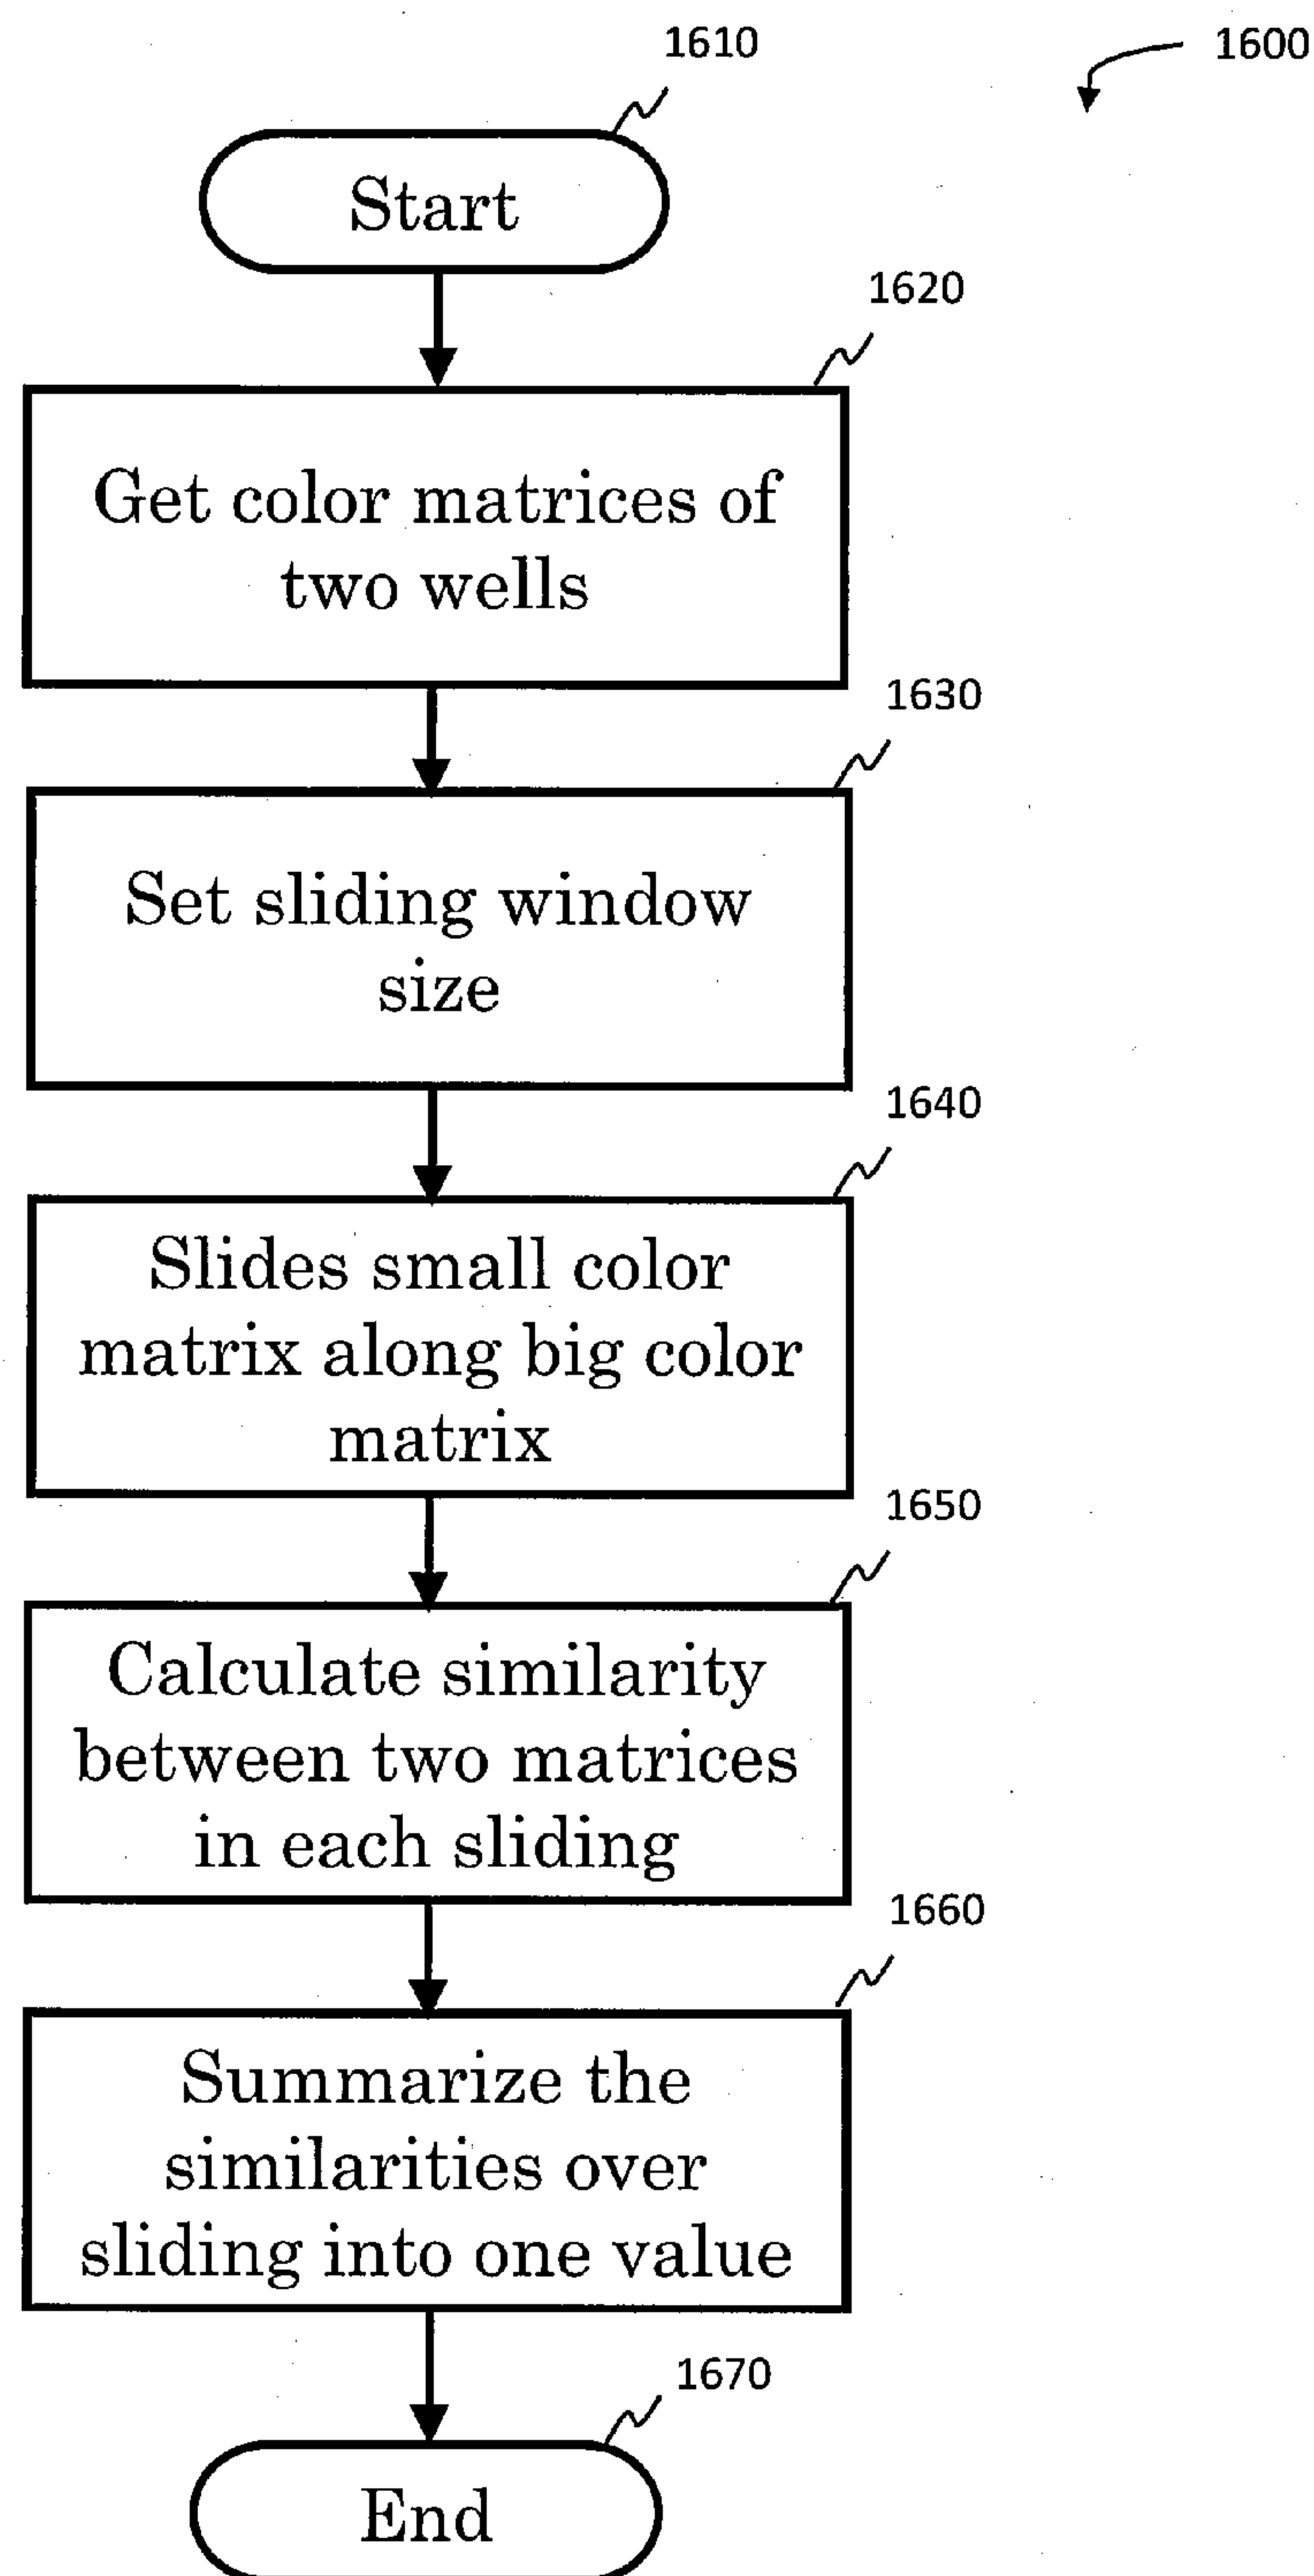 1610
1600
Start
1620
Get color matrices of
two wells
1630
Set sliding window
size
1640
Slides small color
matrix along big color
matrix
1650
Calculate similarity
between two matrices
in each sliding
1660
Summarize the
similarities over
sliding into one value
1670
End